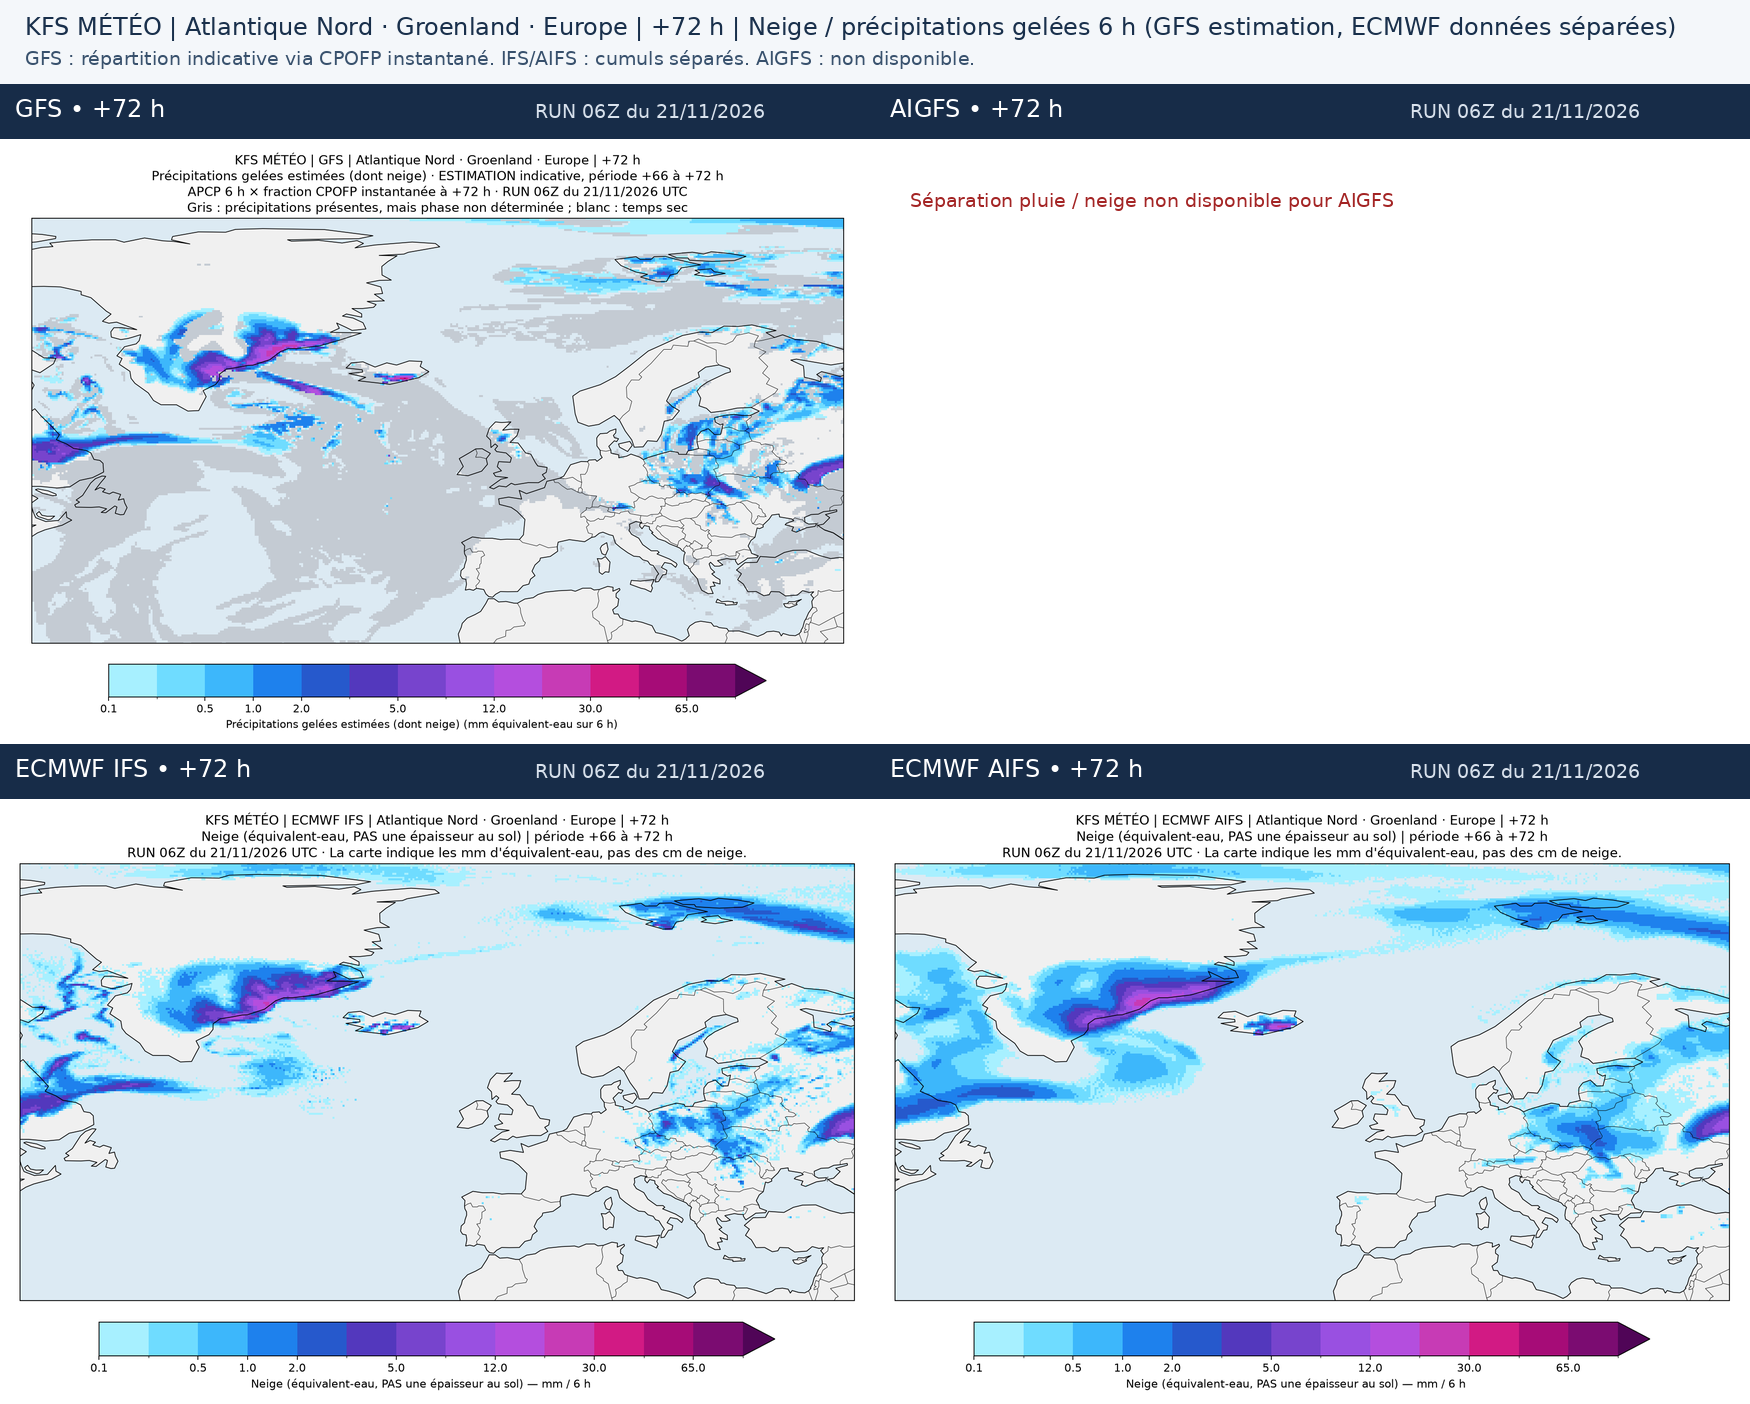 KFS MÉTÉO | Atlantique Nord · Groenland · Europe | +72 h | Neige / précipitations gelées 6 h (GFS estimation, ECMWF données séparées)
GFS : répartition indicative via CPOFP instantané. IFS/AIFS : cumuls séparés. AIGFS : non disponible.
GFS • +72 h
RUN 06Z du 21/11/2026
AIGFS • +72 h
RUN 06Z du 21/11/2026
KFS MÉTÉO | GFS | Atlantique Nord · Groenland · Europe | +72 h
Précipitations gelées estimées (dont neige) · ESTIMATION indicative, période +66 à +72 h
APCP 6 h × fraction CPOFP instantanée à +72 h · RUN 06Z du 21/11/2026 UTC
Gris : précipitations présentes, mais phase non déterminée ; blanc : temps sec
Séparation pluie / neige non disponible pour AIGFS
0.1 0.5 1.0 2.0 5.0 12.0 30.0 65.0
Précipitations gelées estimées (dont neige) (mm équivalent-eau sur 6 h)
ECMWF IFS • +72 h
RUN 06Z du 21/11/2026
ECMWF AIFS • +72 h
RUN 06Z du 21/11/2026
KFS MÉTÉO | ECMWF IFS | Atlantique Nord · Groenland · Europe | +72 h
Neige (équivalent-eau, PAS une épaisseur au sol) | période +66 à +72 h
RUN 06Z du 21/11/2026 UTC · La carte indique les mm d'équivalent-eau, pas des cm de neige.
KFS MÉTÉO | ECMWF AIFS | Atlantique Nord · Groenland · Europe | +72 h
Neige (équivalent-eau, PAS une épaisseur au sol) | période +66 à +72 h
RUN 06Z du 21/11/2026 UTC · La carte indique les mm d'équivalent-eau, pas des cm de neige.
0.1 0.5 1.0 2.0 5.0 12.0 30.0 65.0
Neige (équivalent-eau, PAS une épaisseur au sol) — mm / 6 h
0.1 0.5 1.0 2.0 5.0 12.0 30.0 65.0
Neige (équivalent-eau, PAS une épaisseur au sol) — mm / 6 h